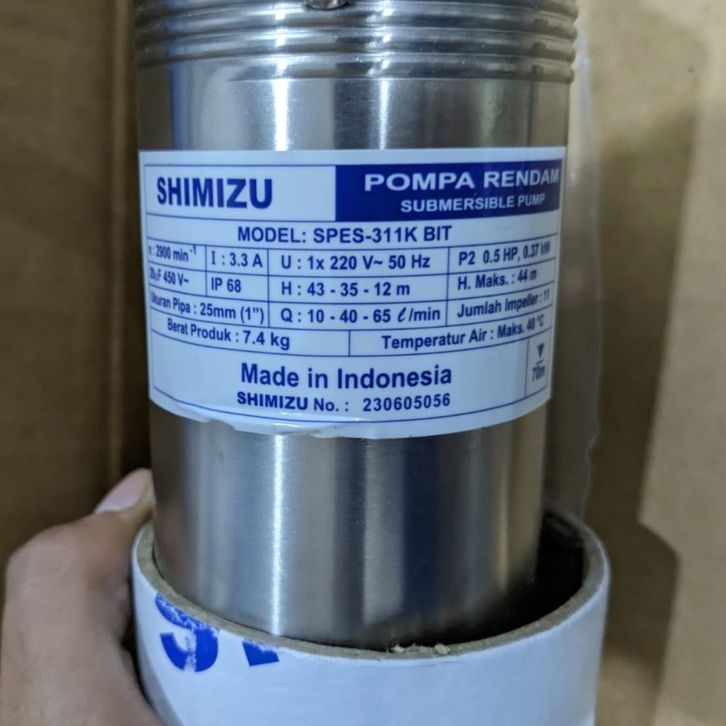 SHIMIZU
POMPA RENDAM
SUBMERSIBLE PUMP
MODEL: SPES-311K BIT
n : 2900 min⁻¹
I : 3.3 A
U : 1x 220 V~ 50 Hz
P2 0.5 HP, 0.37 kW
450 V~
IP 68
H : 43 - 35 - 12 m
H. Maks. : 44 m
Ukuran Pipa : 25mm (1")
Q : 10 - 40 - 65 ℓ/min
Jumlah Impeller : 11
Berat Produk : 7.4 kg
Temperatur Air : Maks. 40 °C
70m
Made in Indonesia
SHIMIZU No. : 230605056